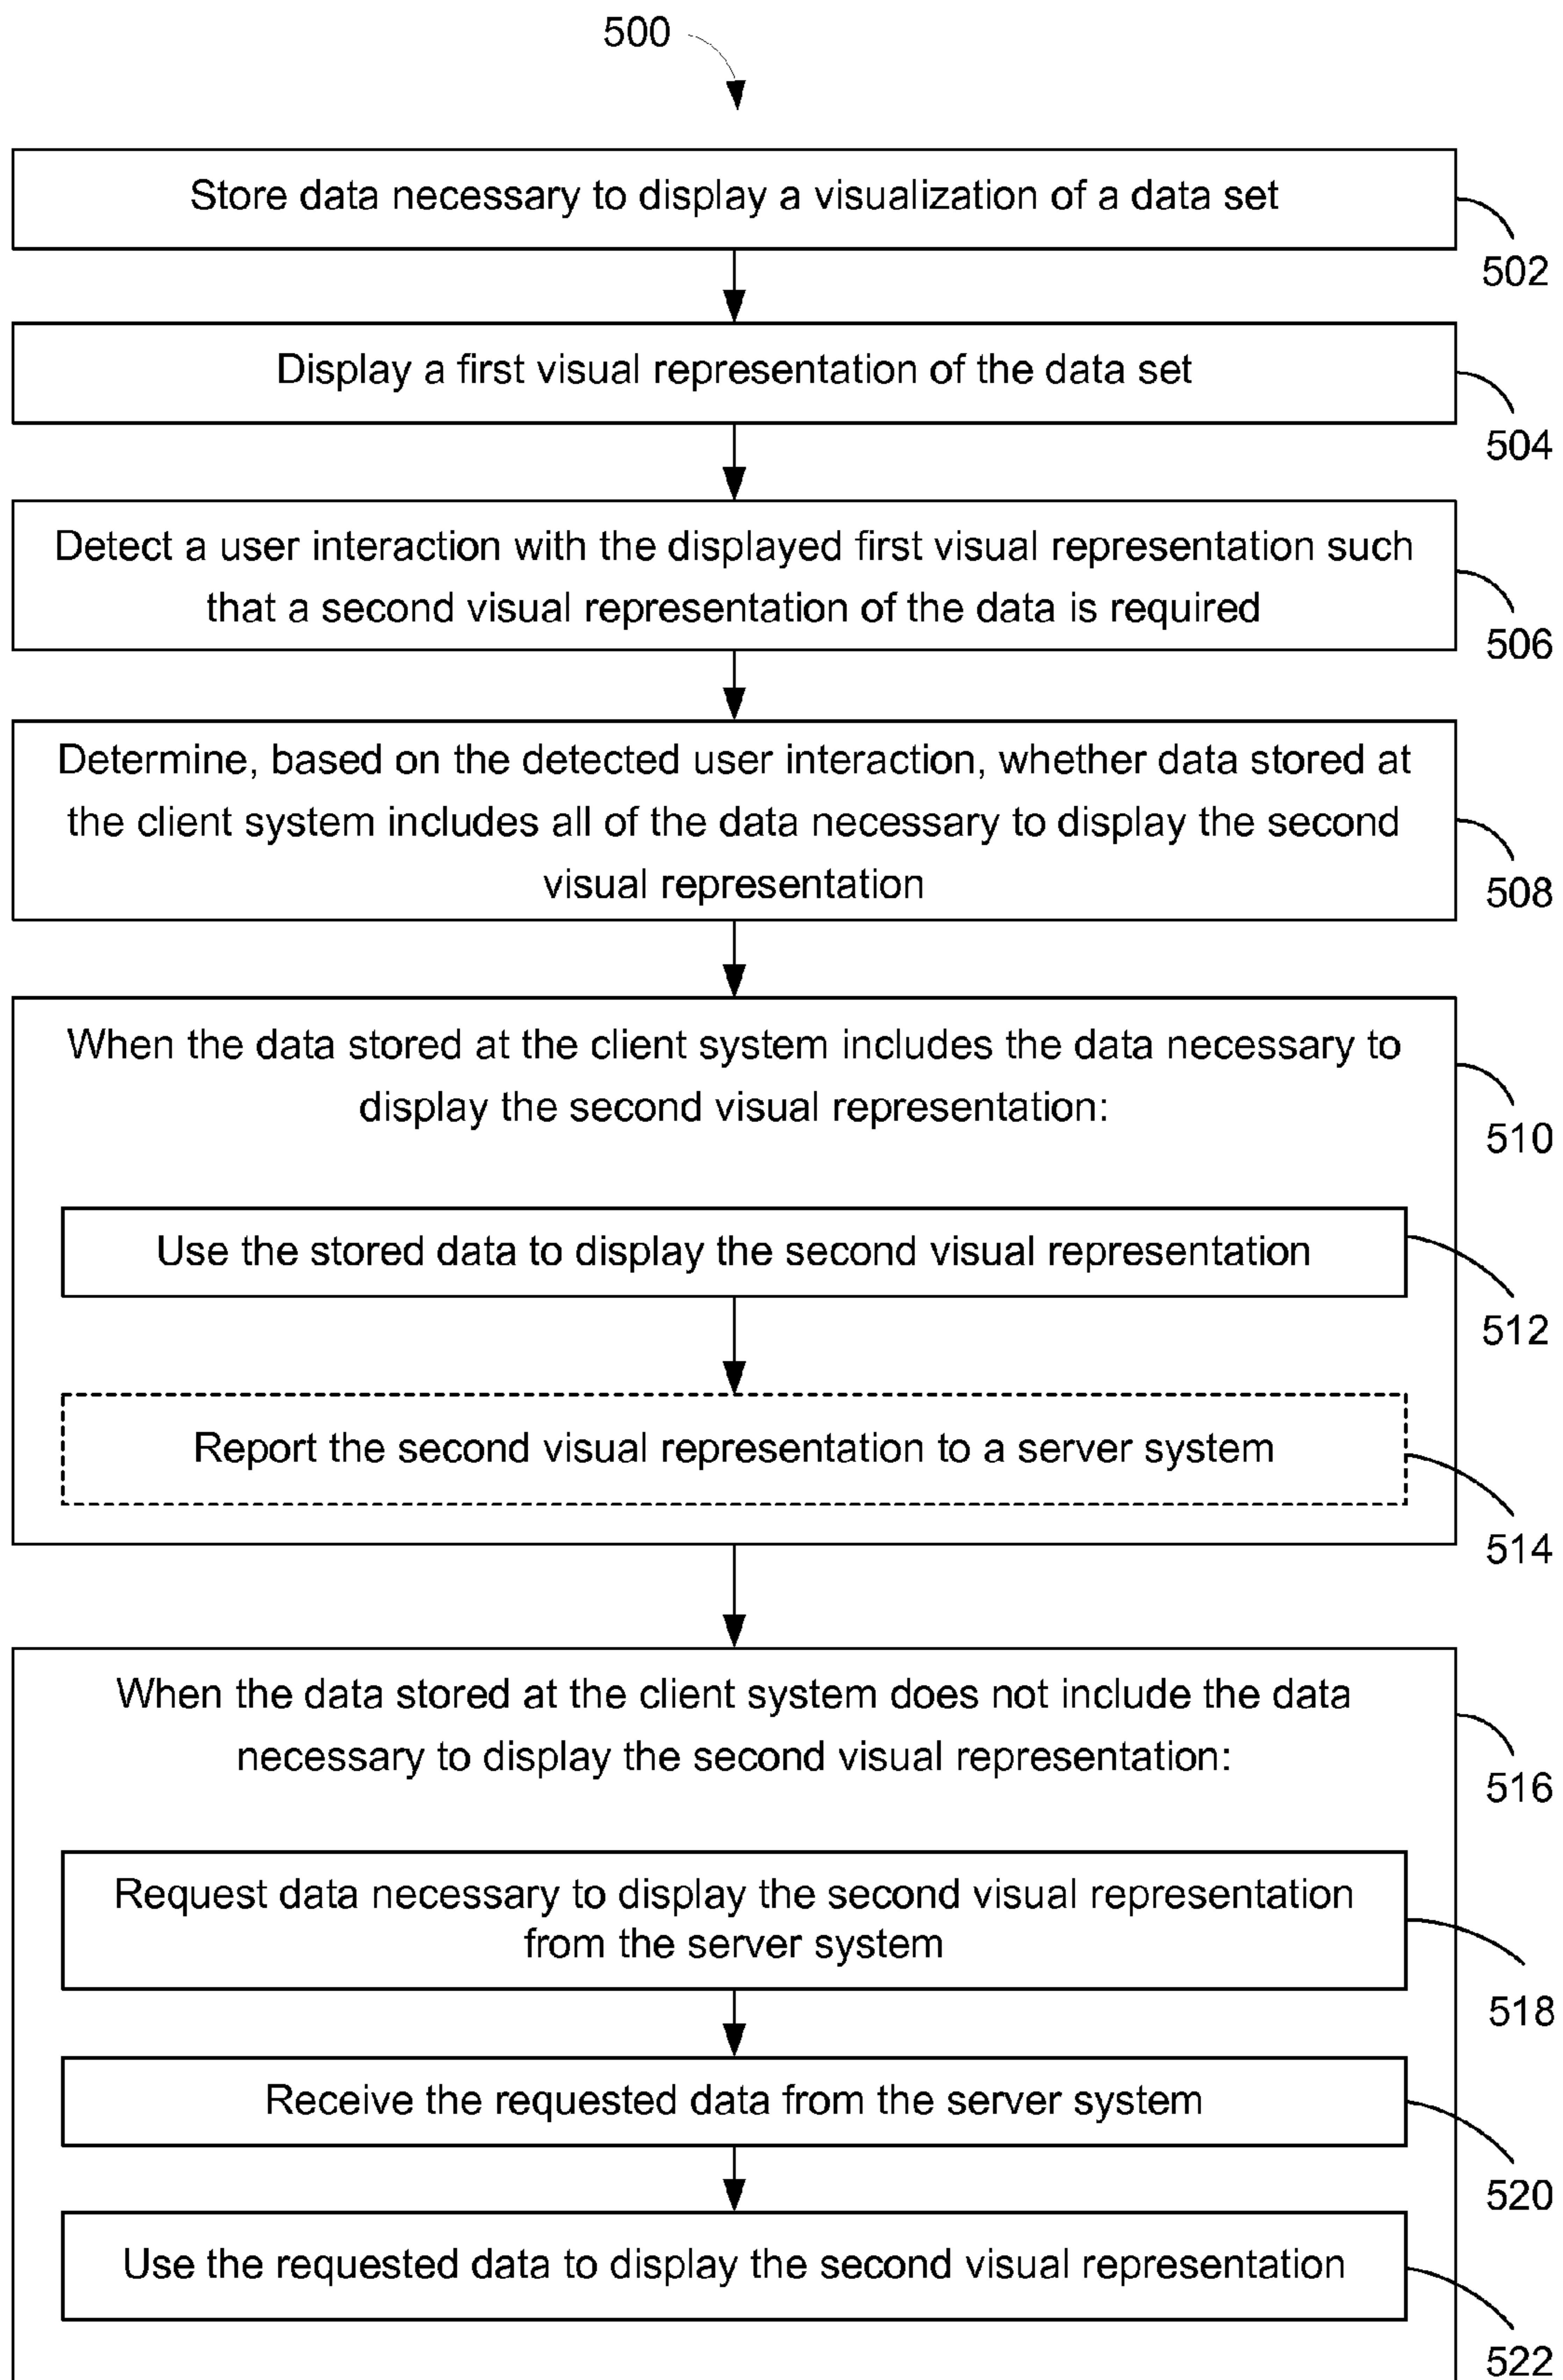 500
Store data necessary to display a visualization of a data set
502
Display a first visual representation of the data set
504
Detect a user interaction with the displayed first visual representation such
that a second visual representation of the data is required
506
Determine, based on the detected user interaction, whether data stored at
the client system includes all of the data necessary to display the second
visual representation
508
When the data stored at the client system includes the data necessary to
display the second visual representation:
510
Use the stored data to display the second visual representation
512
Report the second visual representation to a server system
514
When the data stored at the client system does not include the data
necessary to display the second visual representation:
516
Request data necessary to display the second visual representation
from the server system
518
Receive the requested data from the server system
520
Use the requested data to display the second visual representation
522